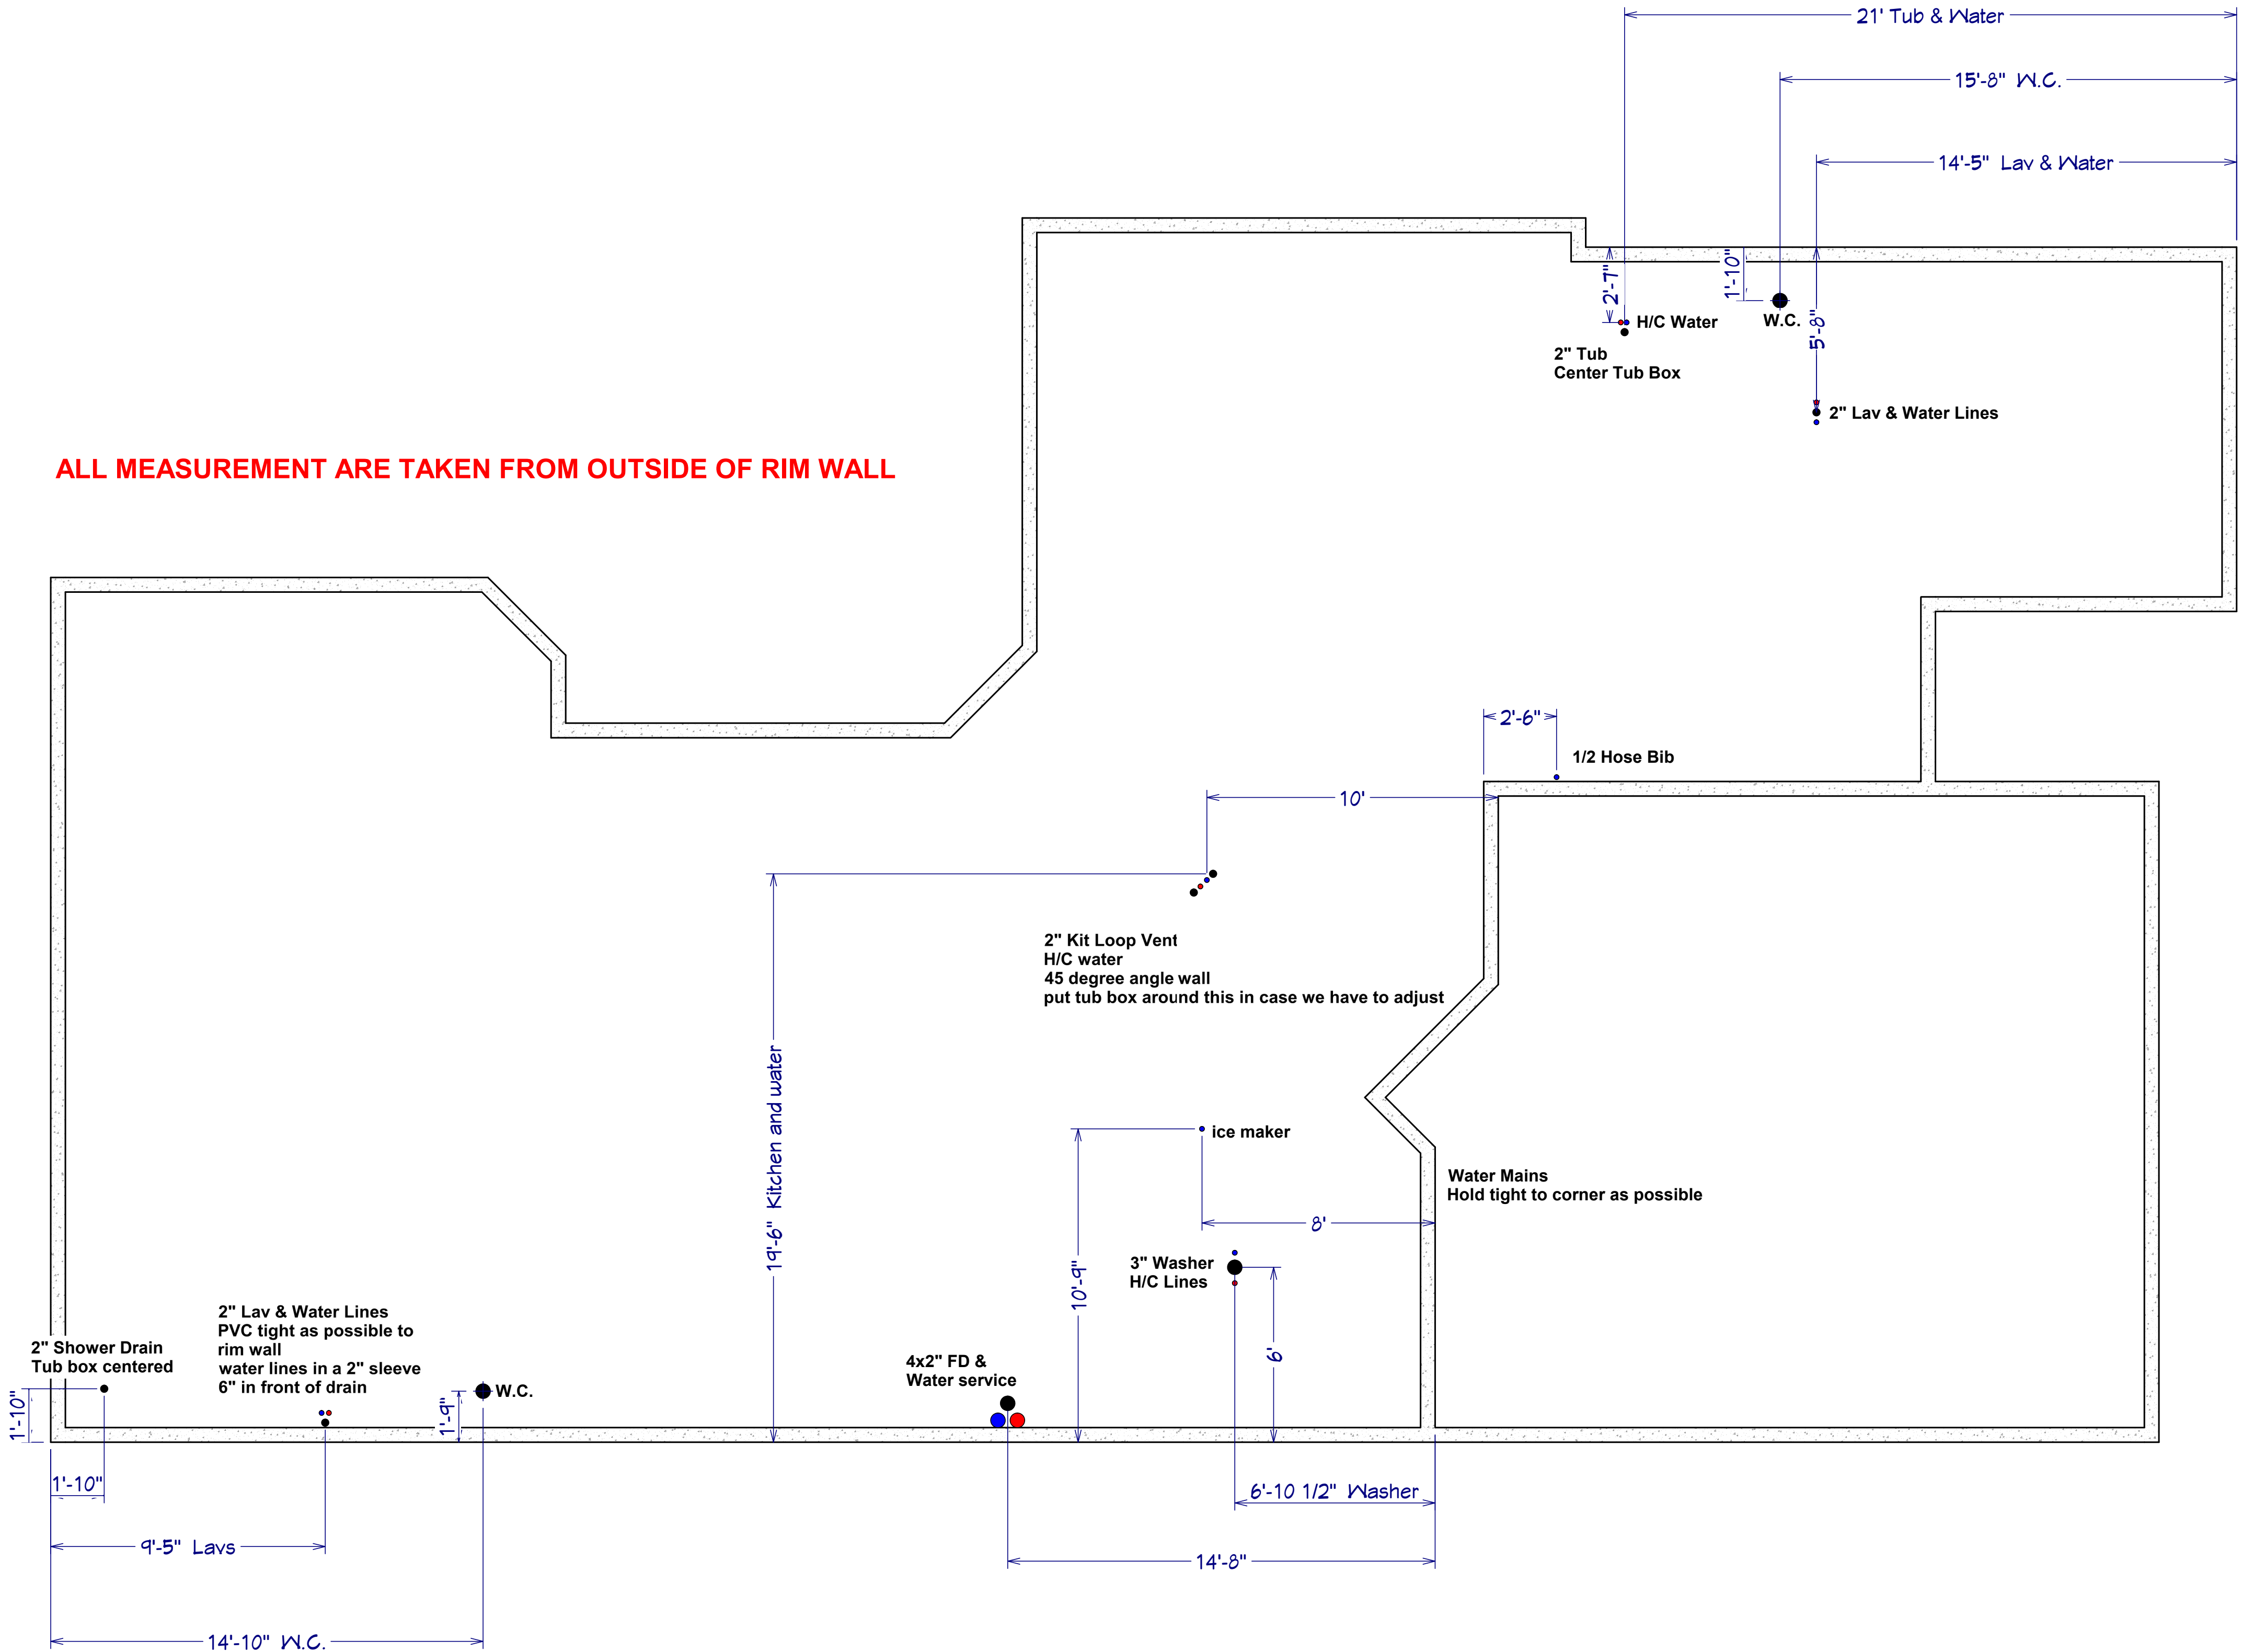 21' Tub & Water
15'-8" W.C.
14'-5" Lav & Water
2'-7"
1'-10"
5'-8"
H/C Water
W.C.
2" Tub
Center Tub Box
2" Lav & Water Lines
ALL MEASUREMENT ARE TAKEN FROM OUTSIDE OF RIM WALL
2'-6"
1/2 Hose Bib
10'
2" Kit Loop Vent
H/C water
45 degree angle wall
put tub box around this in case we have to adjust
19'-6" Kitchen and water
ice maker
Water Mains
Hold tight to corner as possible
8'
10'-9"
3" Washer
H/C Lines
6'
2" Lav & Water Lines
PVC tight as possible to
rim wall
water lines in a 2" sleeve
6" in front of drain
2" Shower Drain
Tub box centered
4x2" FD &
Water service
W.C.
1'-10"
1'-9"
1'-10"
6'-10 1/2" Washer
9'-5" Lavs
14'-8"
14'-10" W.C.